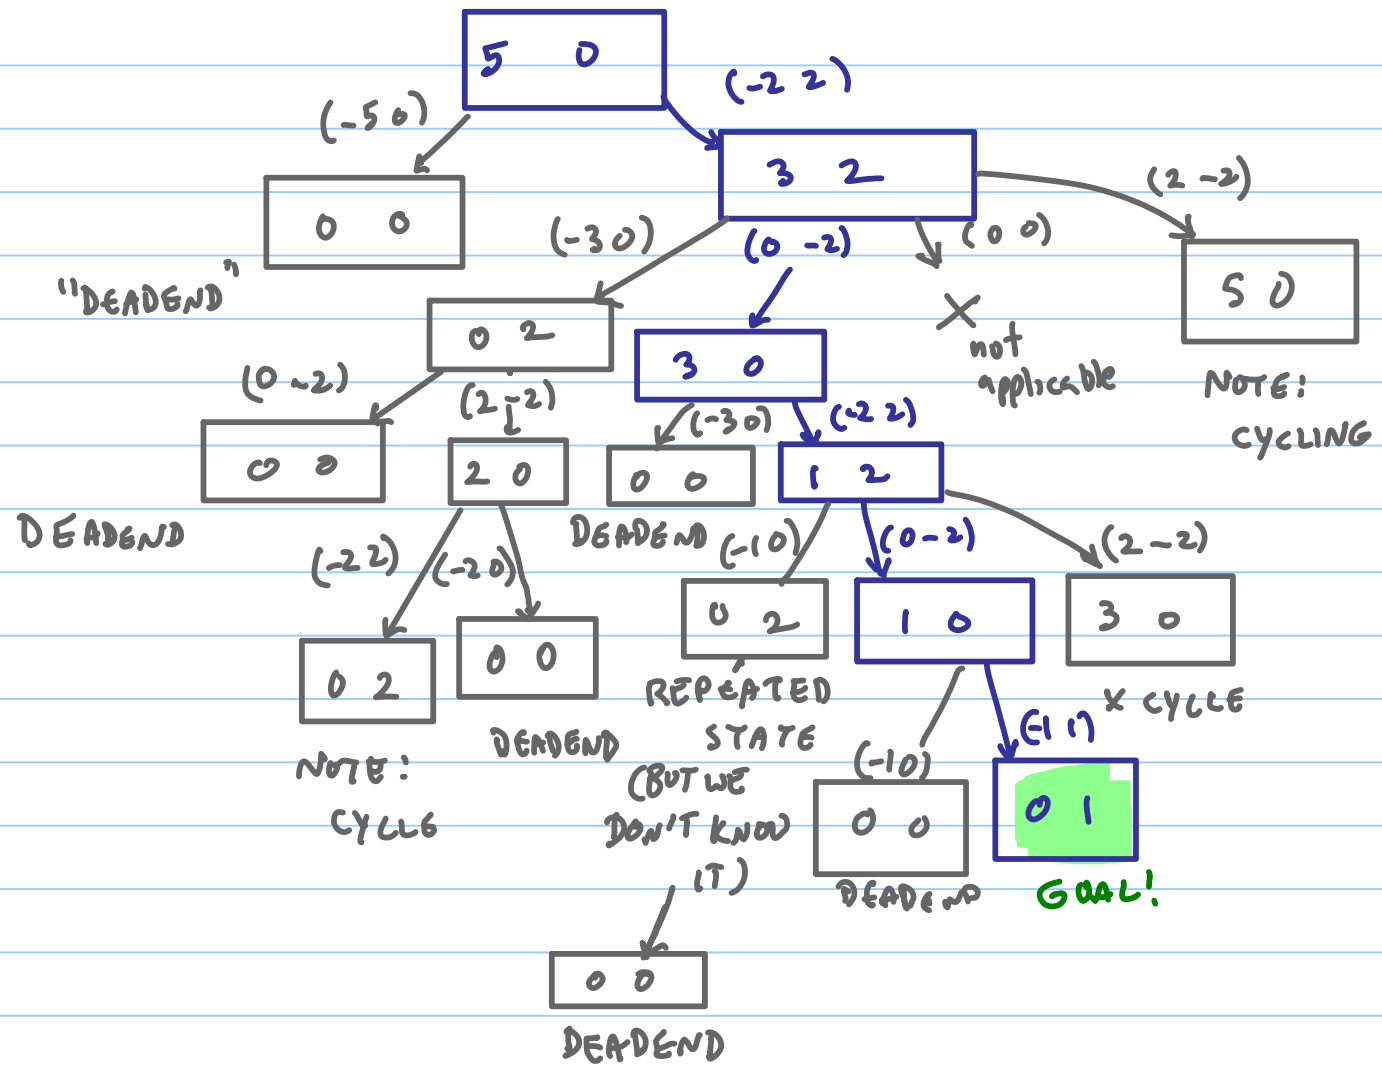 5 0
(-2 2)
(-5 0)
3 2
(2 -2)
0 0
(-3 0)
(0 -2)
(0 0)
"DEADEND"
5 0
0 2
3 0
not
applicable
NOTE:
CYCLING
(0 -2)
(2 -2)
(-3 0)
(-2 2)
0 0
2 0
0 0
1 2
DEADEND
DEADEND
(-2 2)
(-2 0)
(-1 0)
(0 -2)
(2 -2)
0 2
0 0
0 2
1 0
3 0
NOTE:
CYCLE
DEADEND
REPEATED
STATE
(BUT WE
DON'T KNOW
IT)
X CYCLE
(-1 0)
(-1 1)
0 0
0 1
DEADEND
GOAL!
0 0
DEADEND